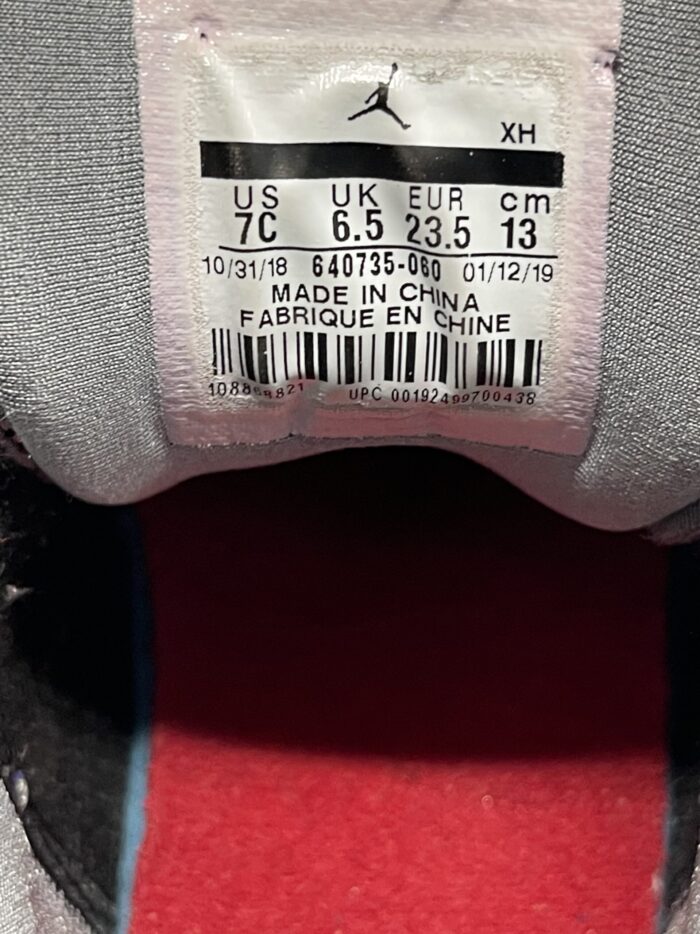 XH
US UK EUR cm
7C 6.5 23.5 13
10/31/18 640735-060 01/12/19
MADE IN CHINA
FABRIQUE EN CHINE
UPC 00192499700438